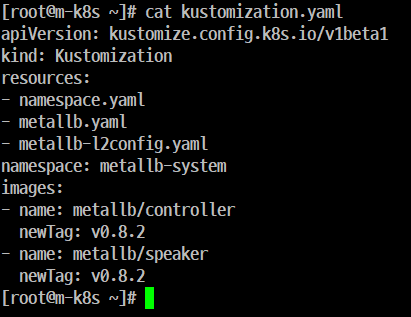 [root@m-k8s ~]# cat kustomization.yaml
apiVersion: kustomize.config.k8s.io/v1beta1
kind: Kustomization
resources:
- namespace.yaml
- metallb.yaml
- metallb-l2config.yaml
namespace: metallb-system
images:
- name: metallb/controller
  newTag: v0.8.2
- name: metallb/speaker
  newTag: v0.8.2
[root@m-k8s ~]#